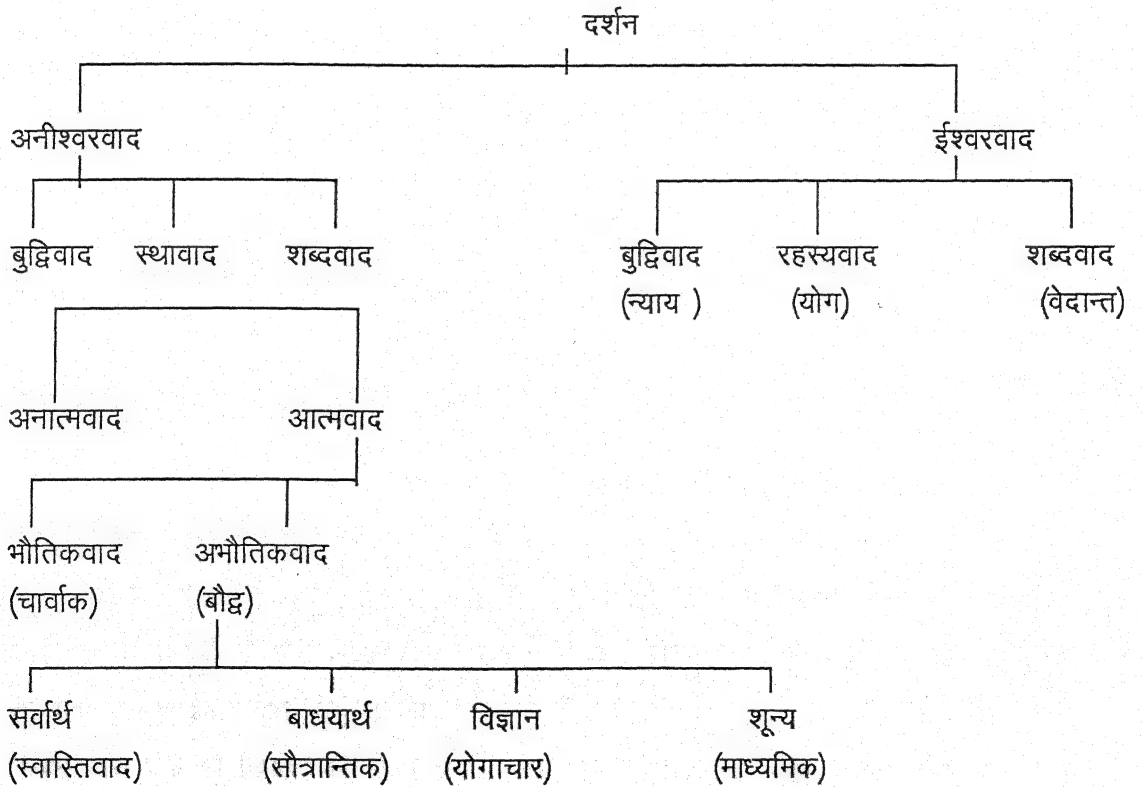 दर्शन
अनीश्वरवाद ईश्वरवाद
बुद्विवाद स्थावाद शब्दवाद बुद्विवाद रहस्यवाद शब्दवाद
(न्याय ) (योग) (वेदान्त)
अनात्मवाद आत्मवाद
भौतिकवाद अभौतिकवाद
(चार्वाक) (बौद्व)
सर्वार्थ बाधयार्थ विज्ञान शून्य
(स्वास्तिवाद) (सौत्रान्तिक) (योगाचार) (माध्यमिक)